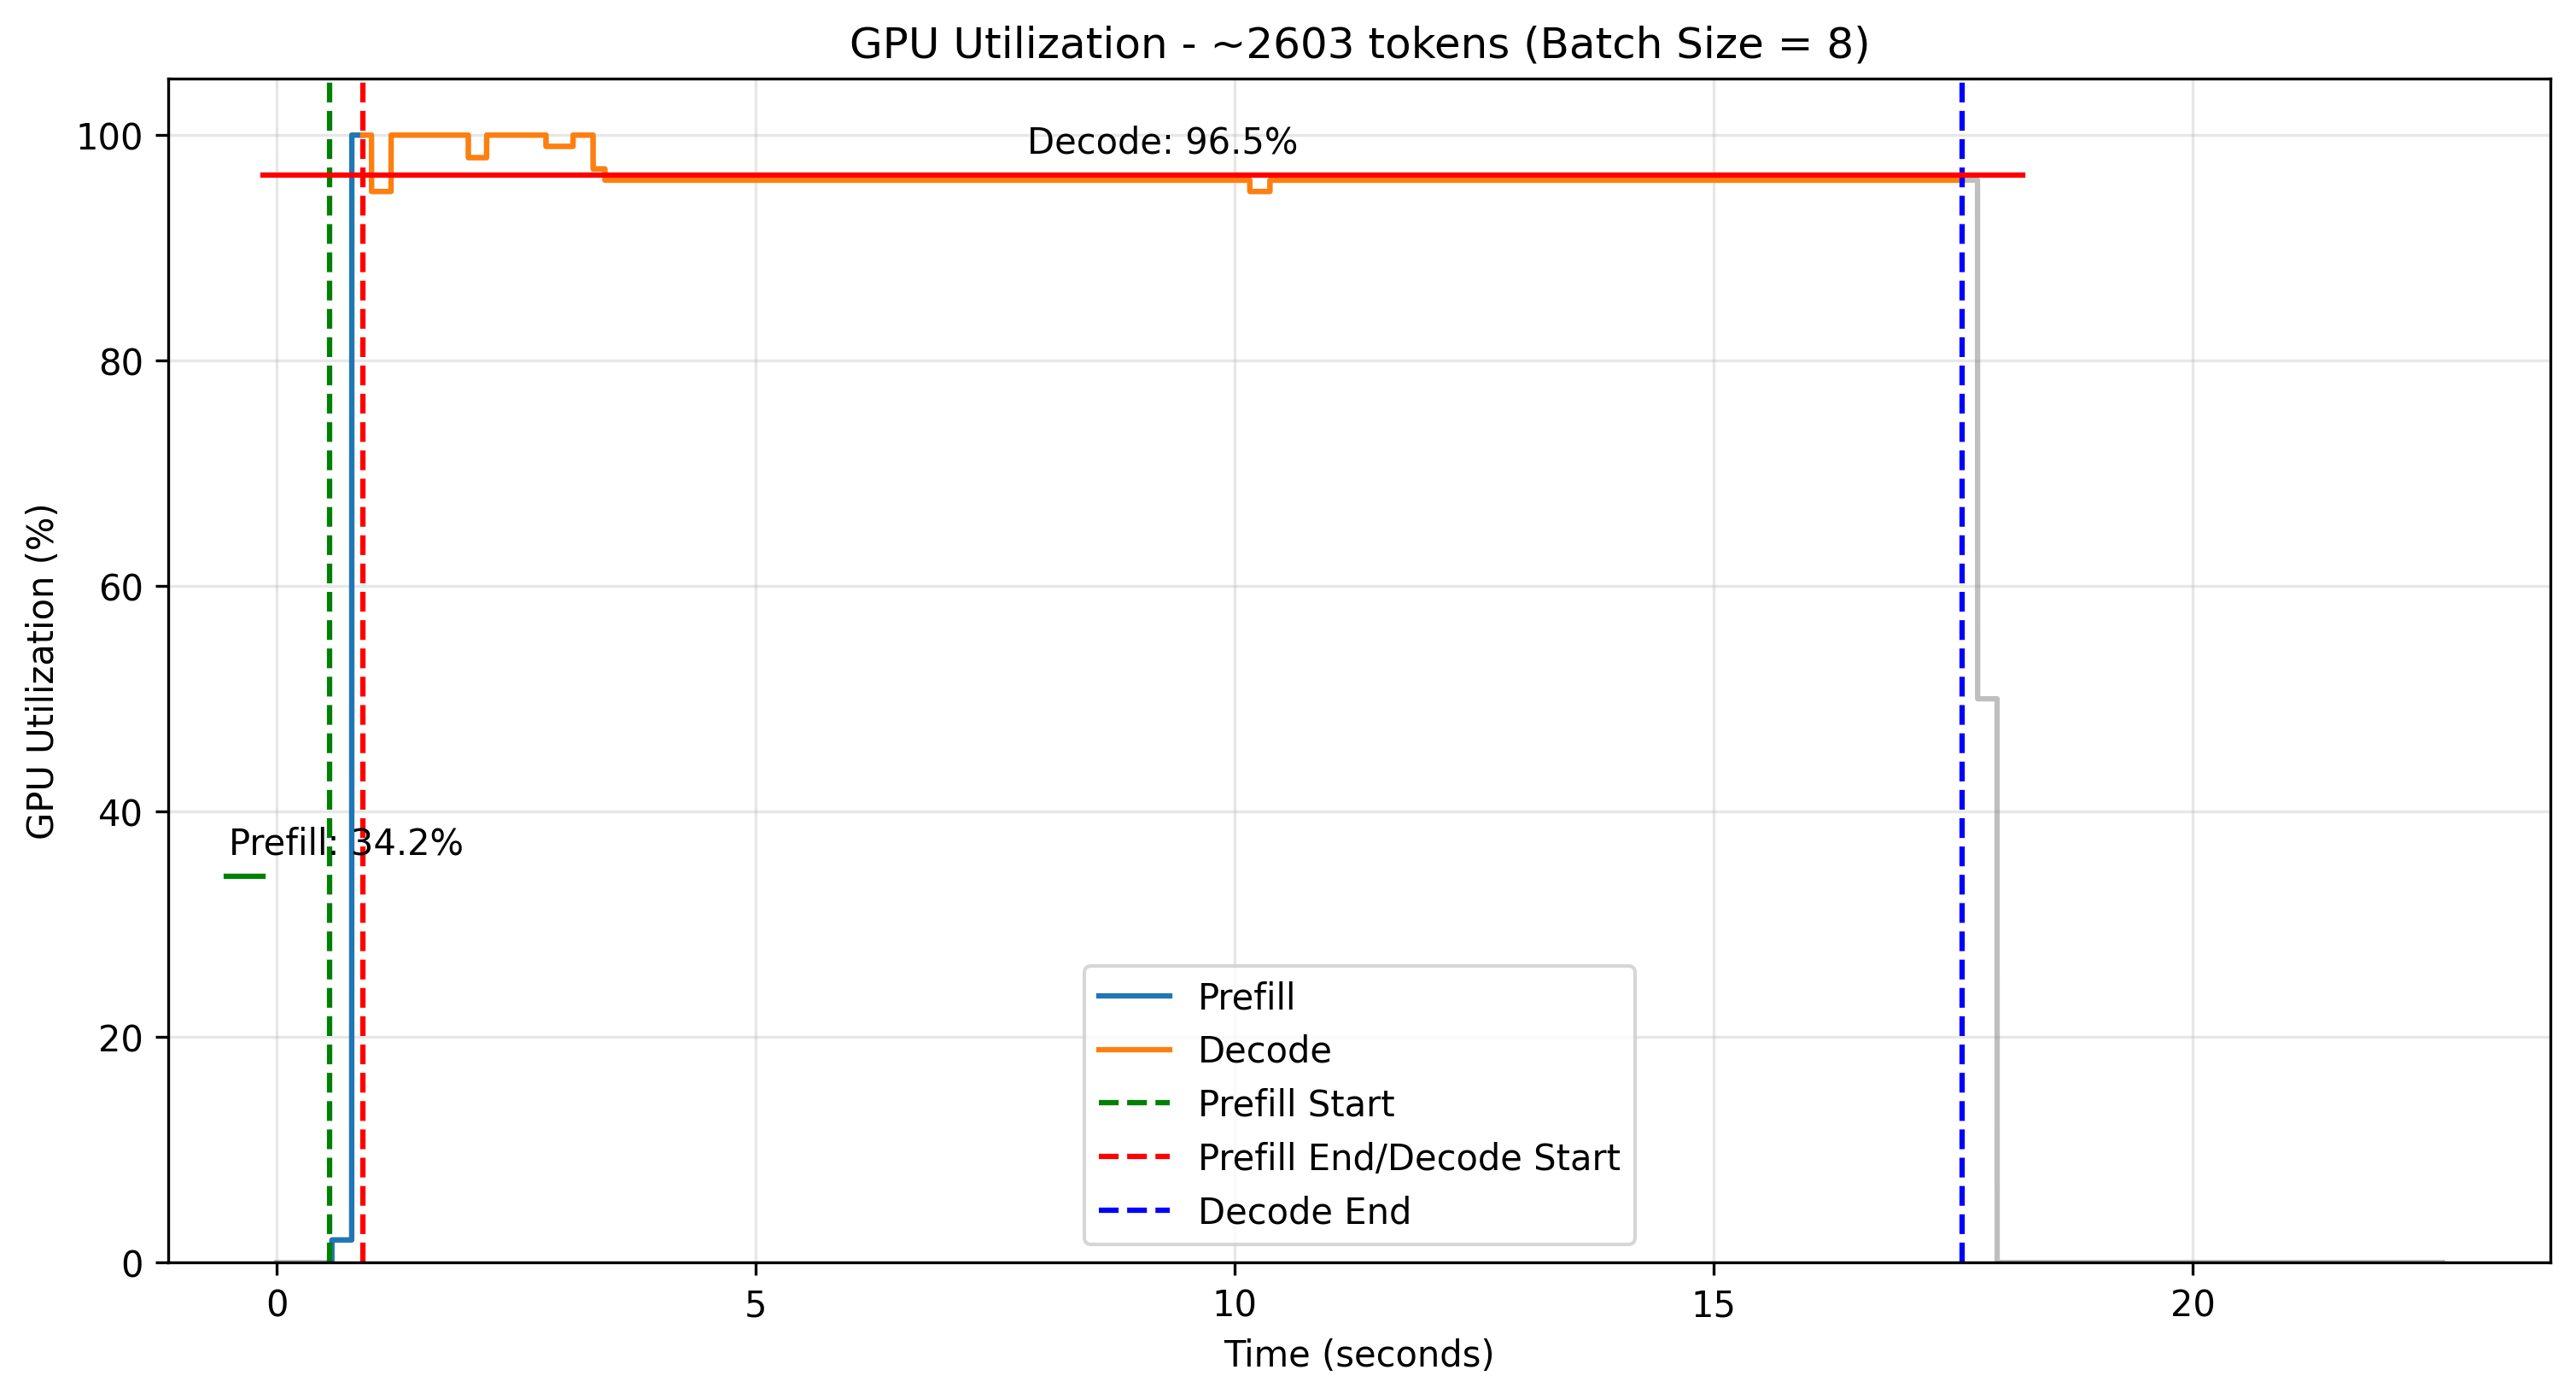 GPU Utilization - ~2603 tokens (Batch Size = 8)
GPU Utilization (%)
100
80
60
40
20
0
Decode: 96.5%
Prefill: 34.2%
Prefill
Decode
Prefill Start
Prefill End/Decode Start
Decode End
0
5
10
15
20
Time (seconds)